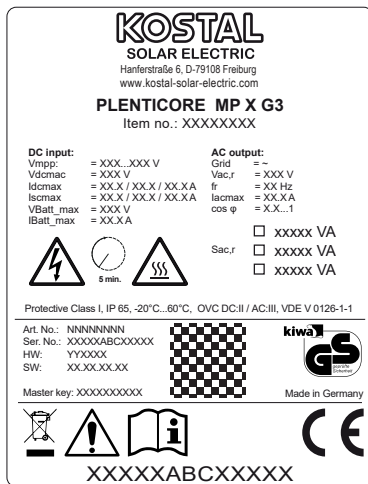 KOSTAL
SOLAR ELECTRIC
Hanferstraße 6, D-79108 Freiburg
www.kostal-solar-electric.com
PLENTICORE MP X G3
Item no.: XXXXXXXX
DC input:
Vmpp: = XXX...XXX V
Vdcmac = XXX V
Idcmax = XX.X / XX.X / XX.X A
Iscmax = XX.X / XX.X / XX.X A
VBatt_max = XXX V
IBatt_max = XX.X A
AC output:
Grid = ~
Vac,r = XXX V
fr = XX Hz
Iacmax = XX.X A
cos φ = X.X...1
xxxxx VA
Sac,r xxxxx VA
xxxxx VA
5 min.
Protective Class I, IP 65, -20°C...60°C, OVC DC:II / AC:III, VDE V 0126-1-1
Art. No.: NNNNNNNN
Ser. No.: XXXXXABCXXXXX
HW: YYXXXX
SW: XX.XX.XX.XX
Master key: XXXXXXXXXX
kiwa
GS
geprüfte
Sicherheit
Made in Germany
i
CE
XXXXXABCXXXXX